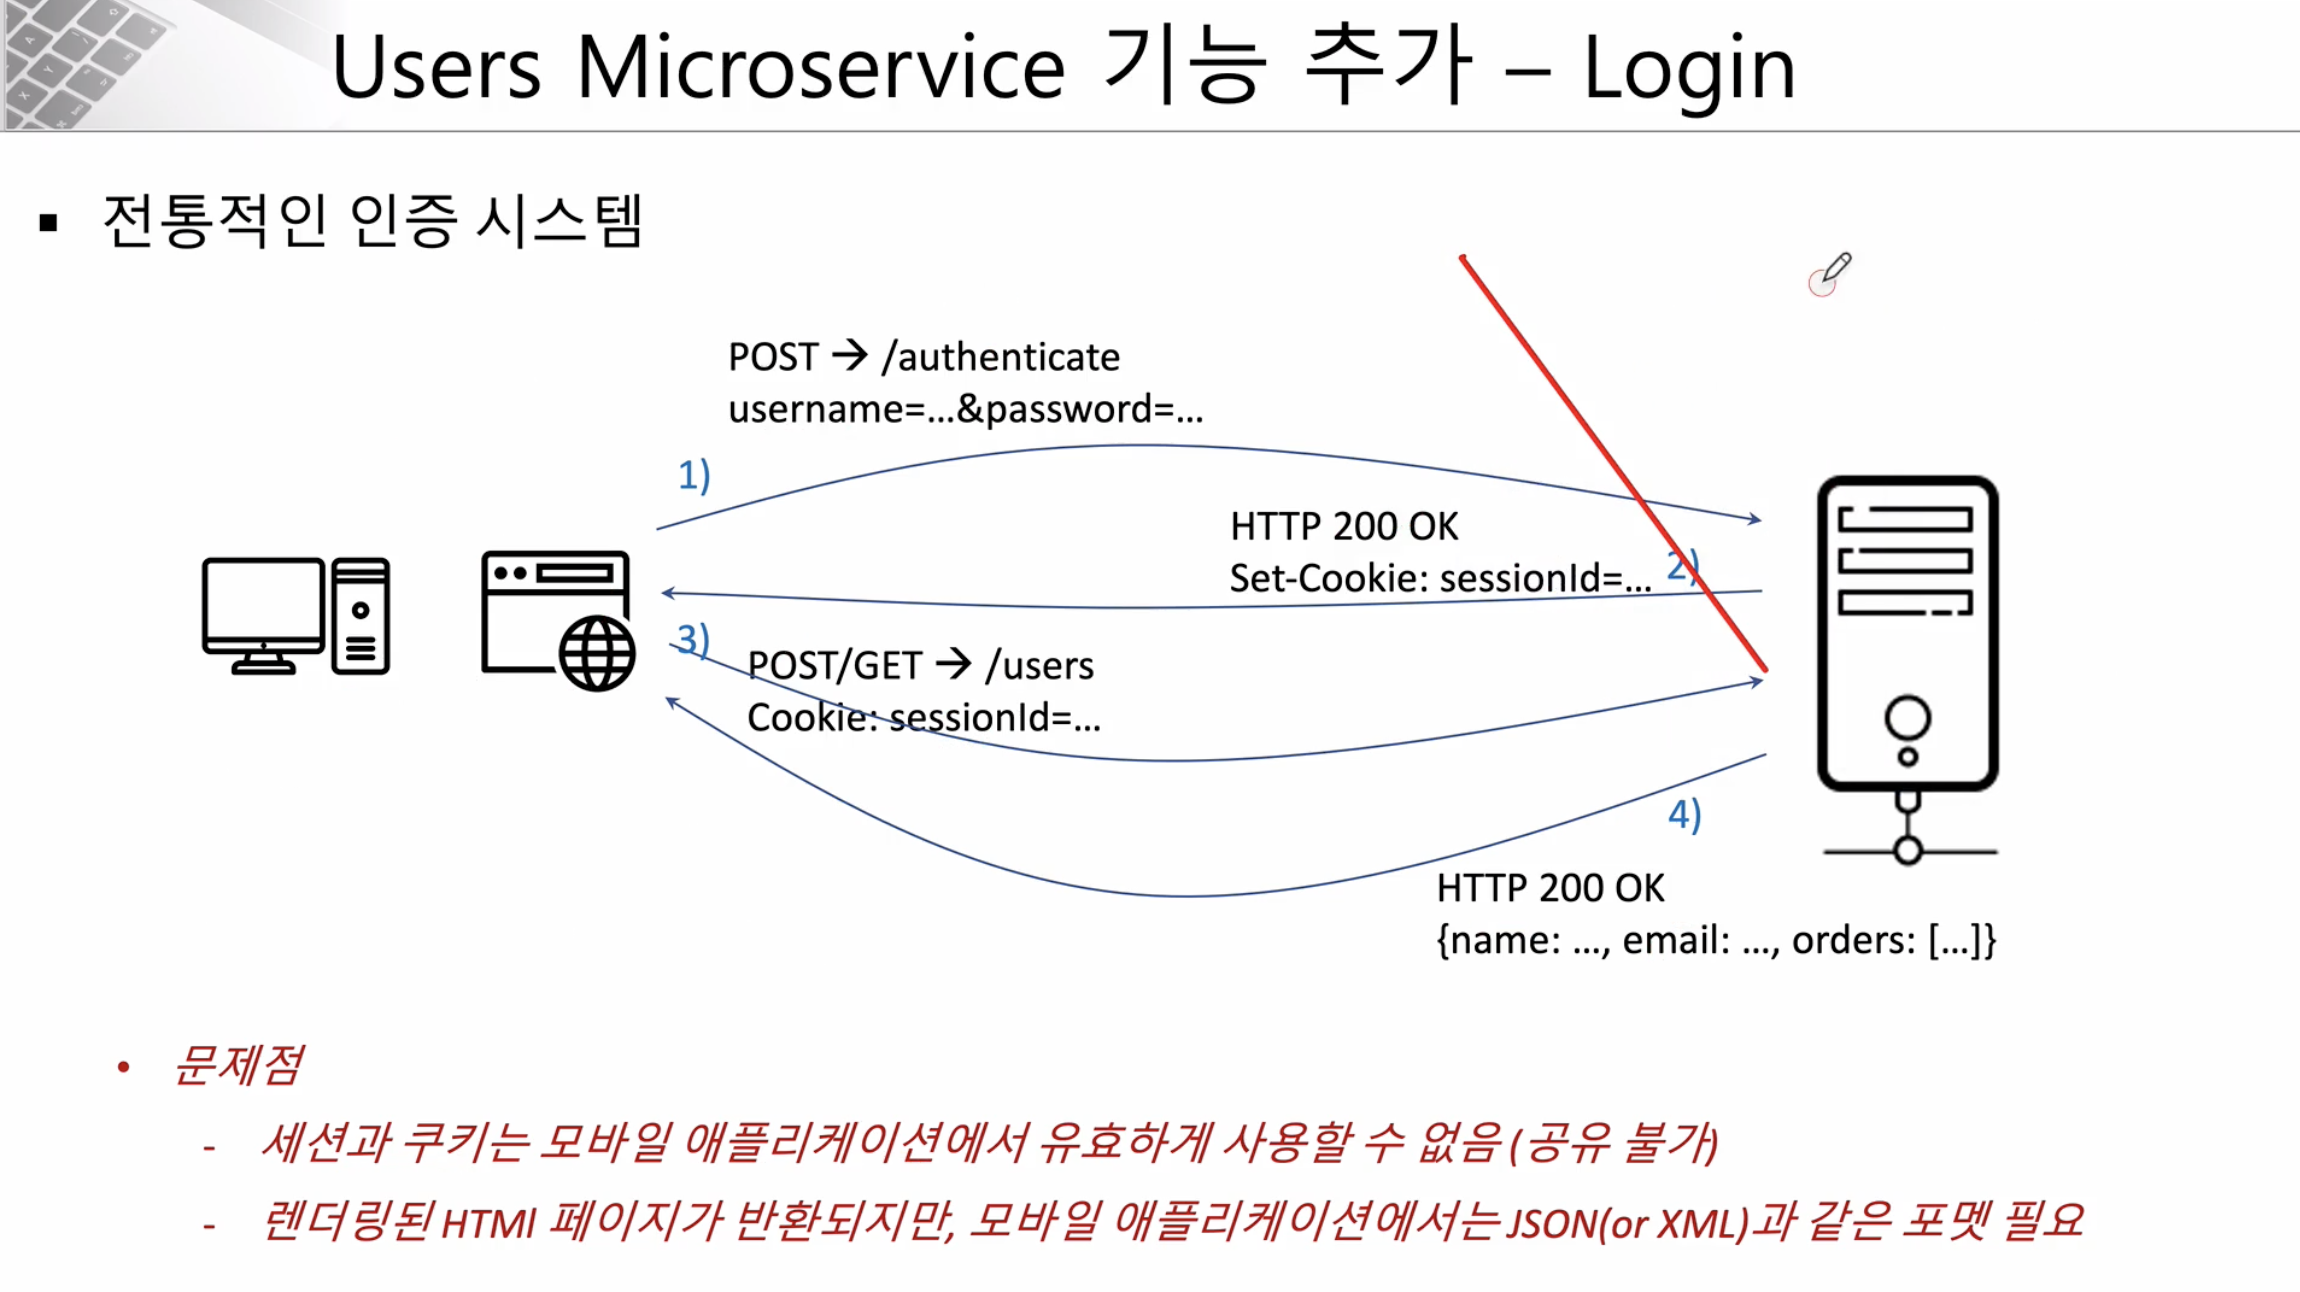 Users Microservice 기능 추가 – Login
▪ 전통적인 인증 시스템
POST → /authenticate
username=...&password=...
1)
HTTP 200 OK
Set-Cookie: sessionId=...
2)
3)
POST/GET → /users
Cookie: sessionId=...
4)
HTTP 200 OK
{name: ..., email: ..., orders: [...]}
• 문제점
- 세션과 쿠키는 모바일 애플리케이션에서 유효하게 사용할 수 없음 (공유 불가)
- 렌더링된 HTMl 페이지가 반환되지만, 모바일 애플리케이션에서는 JSON(or XML)과 같은 포멧 필요